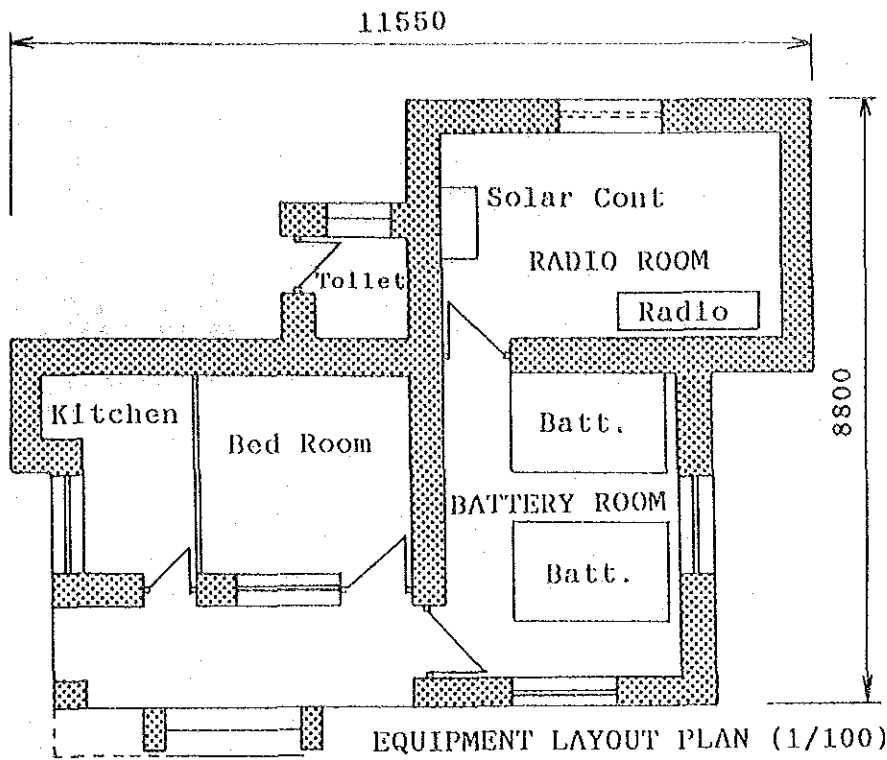 11550
Solar Cont
RADIO ROOM
Toilet
Radio
8800
Kitchen
Bed Room
Batt.
BATTERY ROOM
Batt.
EQUIPMENT LAYOUT PLAN (1/100)